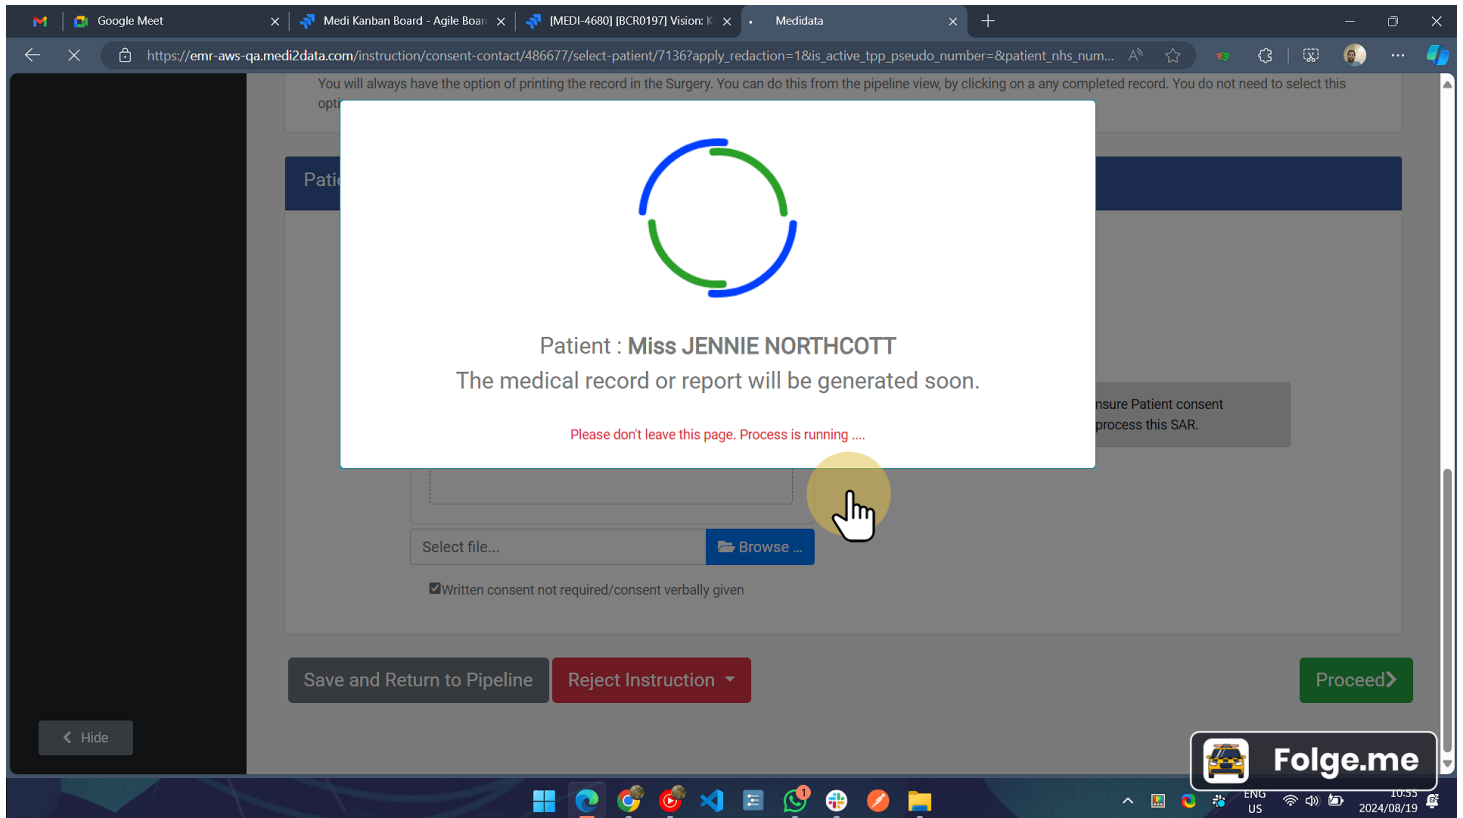 Google Meet
Medi Kanban Board - Agile Board
[MEDI-4680] [BCR0197] Vision: K
Medidata
https://emr-aws-qa.medi2data.com/instruction/consent-contact/486677/select-patient/7136?apply_redaction=1&is_active_tpp_pseudo_number=&patient_nhs_num...
You will always have the option of printing the record in the Surgery. You can do this from the pipeline view, by clicking on a any completed record. You do not need to select this
opti
Patie
Patient : Miss JENNIE NORTHCOTT
The medical record or report will be generated soon.
nsure Patient consent
process this SAR.
Please don't leave this page. Process is running ....
Select file...
Browse ...
Written consent not required/consent verbally given
Save and Return to Pipeline
Reject Instruction
Proceed
Hide
Folge.me
1
ENG
US
10:55
2024/08/19